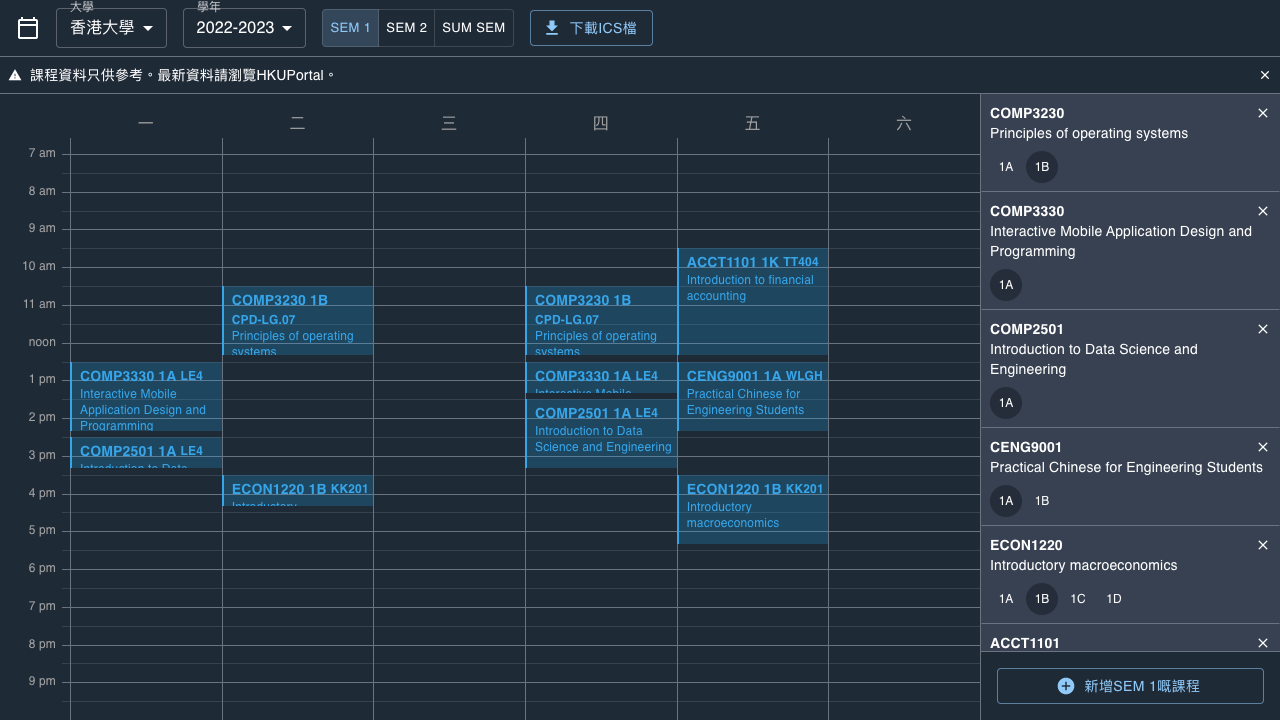 大學
學年
香港大學
2022-2023
SEM 1
SEM 2
SUM SEM
下載ICS檔
課程資料只供參考。最新資料請瀏覽HKUPortal。
一
二
三
四
五
六
7 am
8 am
9 am
10 am
11 am
noon
1 pm
2 pm
3 pm
4 pm
5 pm
6 pm
7 pm
8 pm
9 pm
COMP3330 1A LE4
Interactive Mobile
Application Design and
Programming
COMP2501 1A LE4
Introduction to Data
COMP3230 1B
CPD-LG.07
Principles of operating
systems
ECON1220 1B KK201
Introductory
COMP3230 1B
CPD-LG.07
Principles of operating
systems
COMP3330 1A LE4
Interactive Mobile
COMP2501 1A LE4
Introduction to Data
Science and Engineering
ACCT1101 1K TT404
Introduction to financial
accounting
CENG9001 1A WLGH
Practical Chinese for
Engineering Students
ECON1220 1B KK201
Introductory
macroeconomics
COMP3230
Principles of operating systems
1A 1B
COMP3330
Interactive Mobile Application Design and
Programming
1A
COMP2501
Introduction to Data Science and
Engineering
1A
CENG9001
Practical Chinese for Engineering Students
1A 1B
ECON1220
Introductory macroeconomics
1A 1B 1C 1D
ACCT1101
新增SEM 1嘅課程